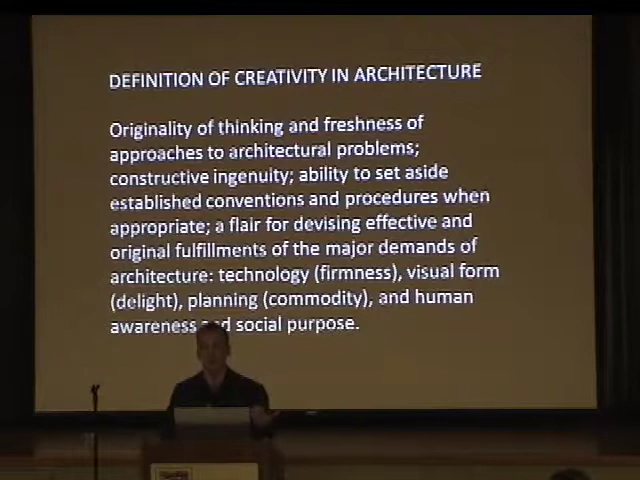 DEFINITION OF CREATIVITY IN ARCHITECTURE
Originality of thinking and freshness of
approaches to architectural problems;
constructive ingenuity; ability to set aside
established conventions and procedures when
appropriate; a flair for devising effective and
original fulfillments of the major demands of
architecture: technology (firmness), visual form
(delight), planning (commodity), and human
awareness and social purpose.